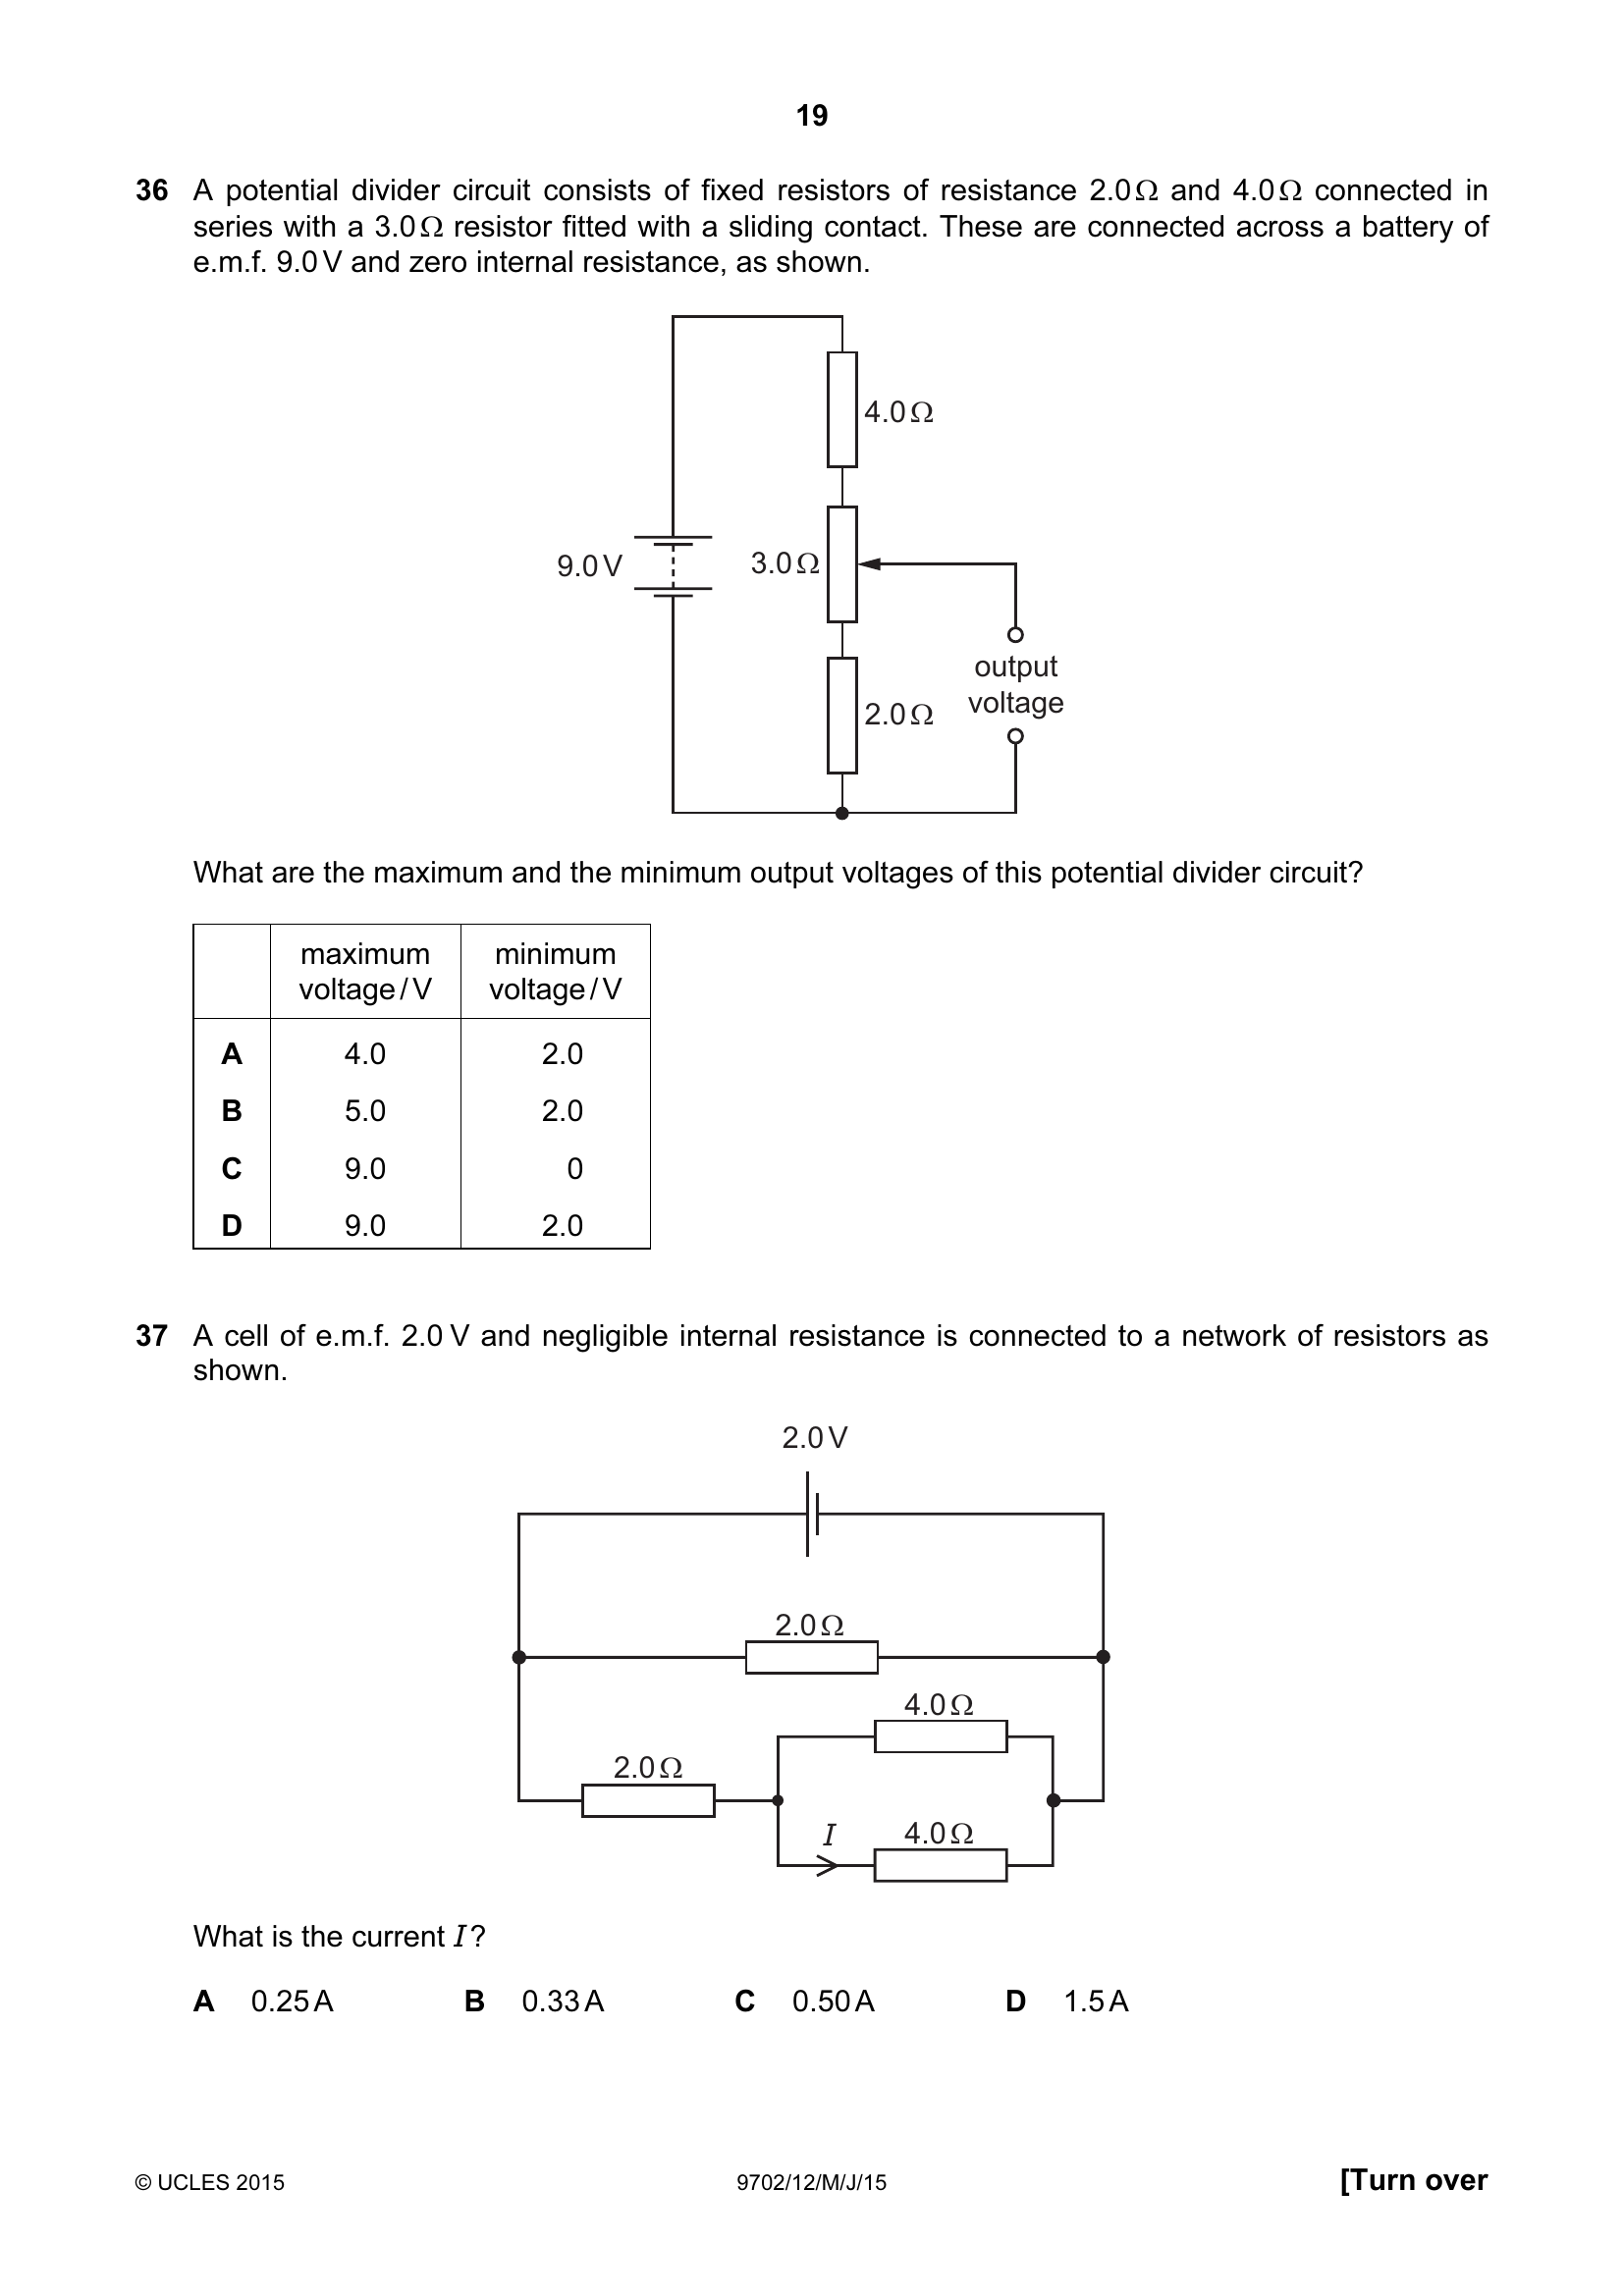 19
36 A potential divider circuit consists of fixed resistors of resistance 2.0 Ω and 4.0 Ω connected in
series with a 3.0 Ω resistor fitted with a sliding contact. These are connected across a battery of
e.m.f. 9.0 V and zero internal resistance, as shown.
4.0 Ω
9.0 V
3.0 Ω
output
voltage
2.0 Ω
What are the maximum and the minimum output voltages of this potential divider circuit?
maximum voltage / V minimum voltage / V
A 4.0 2.0
B 5.0 2.0
C 9.0 0
D 9.0 2.0
37 A cell of e.m.f. 2.0 V and negligible internal resistance is connected to a network of resistors as
shown.
2.0 V
2.0 Ω
4.0 Ω
2.0 Ω
I
4.0 Ω
What is the current I ?
A 0.25 A B 0.33 A C 0.50 A D 1.5 A
© UCLES 2015 9702/12/M/J/15 [Turn over